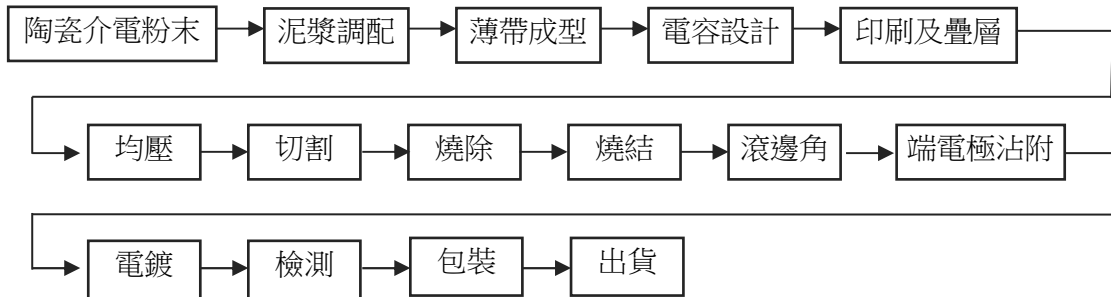 陶瓷介電粉末 泥漿調配 薄帶成型 電容設計 印刷及疊層
均壓 切割 燒除 燒結 滾邊角 端電極沾附
電鍍 檢測 包裝 出貨